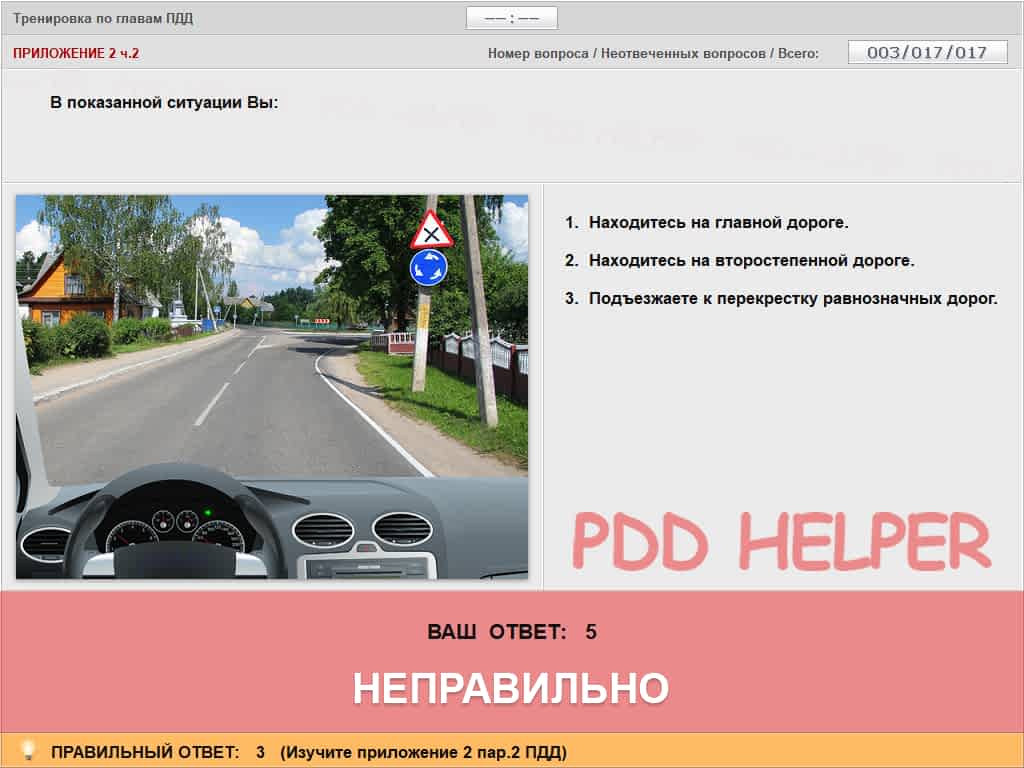 Тренировка по главам ПДД
–– : ––
ПРИЛОЖЕНИЕ 2 ч.2
Номер вопроса / Неотвеченных вопросов / Всего: 003/017/017
В показанной ситуации Вы:
1. Находитесь на главной дороге.
2. Находитесь на второстепенной дороге.
3. Подъезжаете к перекрестку равнозначных дорог.
PDD HELPER
ВАШ ОТВЕТ: 5
НЕПРАВИЛЬНО
ПРАВИЛЬНЫЙ ОТВЕТ: 3 (Изучите приложение 2 пар.2 ПДД)